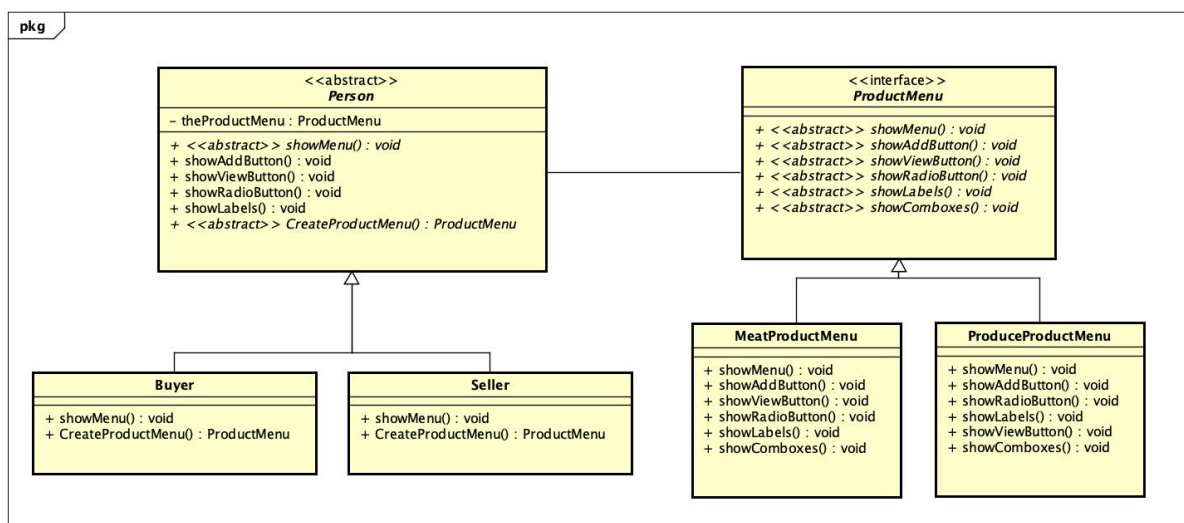 pkg
<<abstract>>
Person
- theProductMenu : ProductMenu
+ <<abstract>> showMenu() : void
+ showAddButton() : void
+ showViewButton() : void
+ showRadioButton() : void
+ showLabels() : void
+ <<abstract>> CreateProductMenu() : ProductMenu
<<interface>>
ProductMenu
+ <<abstract>> showMenu() : void
+ <<abstract>> showAddButton() : void
+ <<abstract>> showViewButton() : void
+ <<abstract>> showRadioButton() : void
+ <<abstract>> showLabels() : void
+ <<abstract>> showComboxes() : void
Buyer
+ showMenu() : void
+ CreateProductMenu() : ProductMenu
Seller
+ showMenu() : void
+ CreateProductMenu() : ProductMenu
MeatProductMenu
+ showMenu() : void
+ showAddButton() : void
+ showViewButton() : void
+ showRadioButton() : void
+ showLabels() : void
+ showComboxes() : void
ProduceProductMenu
+ showMenu() : void
+ showAddButton() : void
+ showRadioButton() : void
+ showLabels() : void
+ showViewButton() : void
+ showComboxes() : void